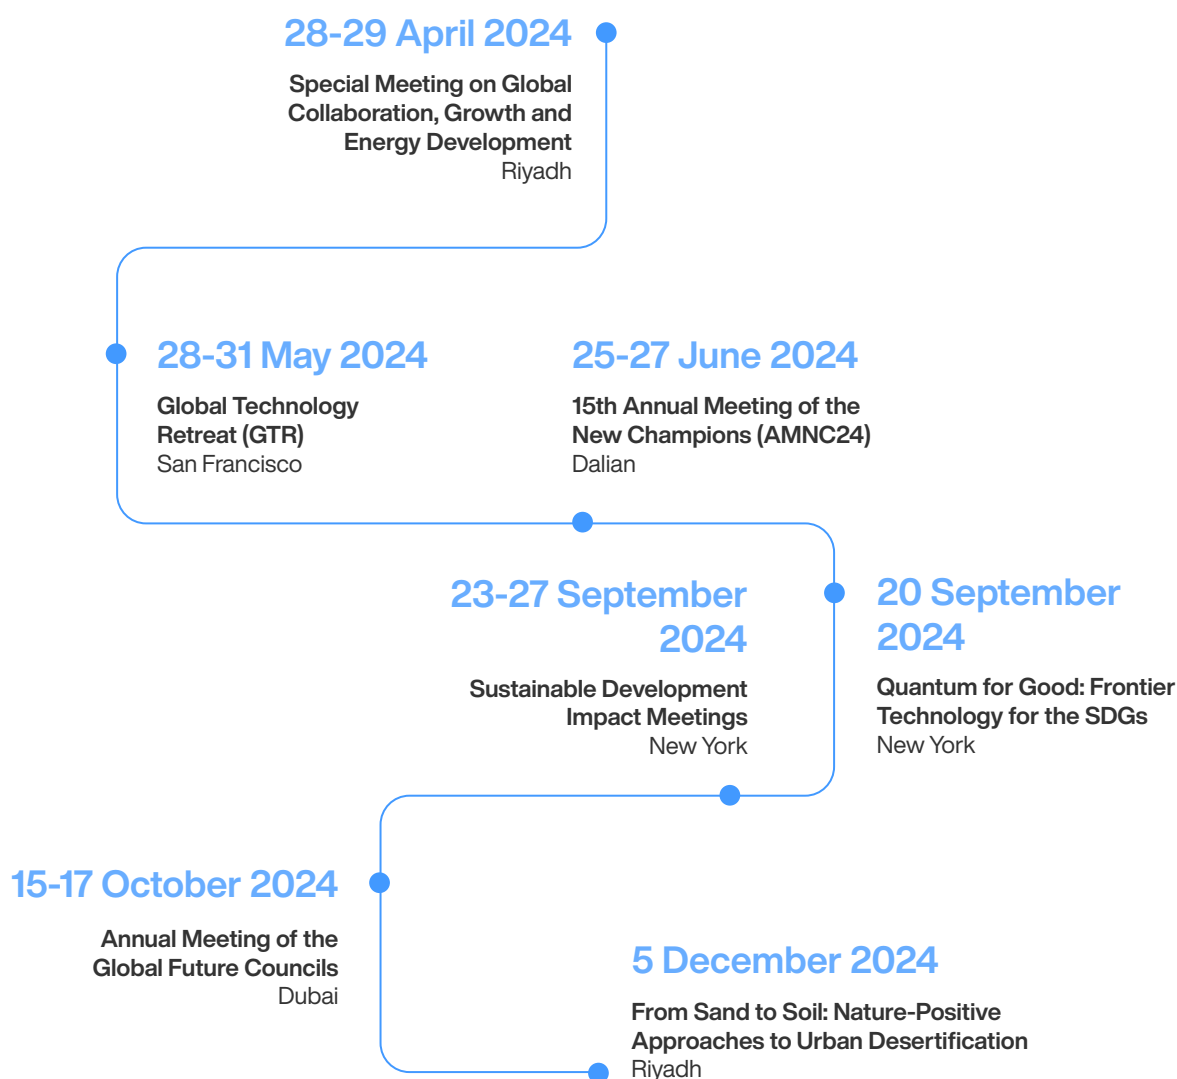 28-29 April 2024
Special Meeting on Global
Collaboration, Growth and
Energy Development
Riyadh
28-31 May 2024
Global Technology
Retreat (GTR)
San Francisco
25-27 June 2024
15th Annual Meeting of the
New Champions (AMNC24)
Dalian
20 September
2024
Quantum for Good: Frontier
Technology for the SDGs
New York
23-27 September
2024
Sustainable Development
Impact Meetings
New York
15-17 October 2024
Annual Meeting of the
Global Future Councils
Dubai
5 December 2024
From Sand to Soil: Nature-Positive
Approaches to Urban Desertification
Riyadh